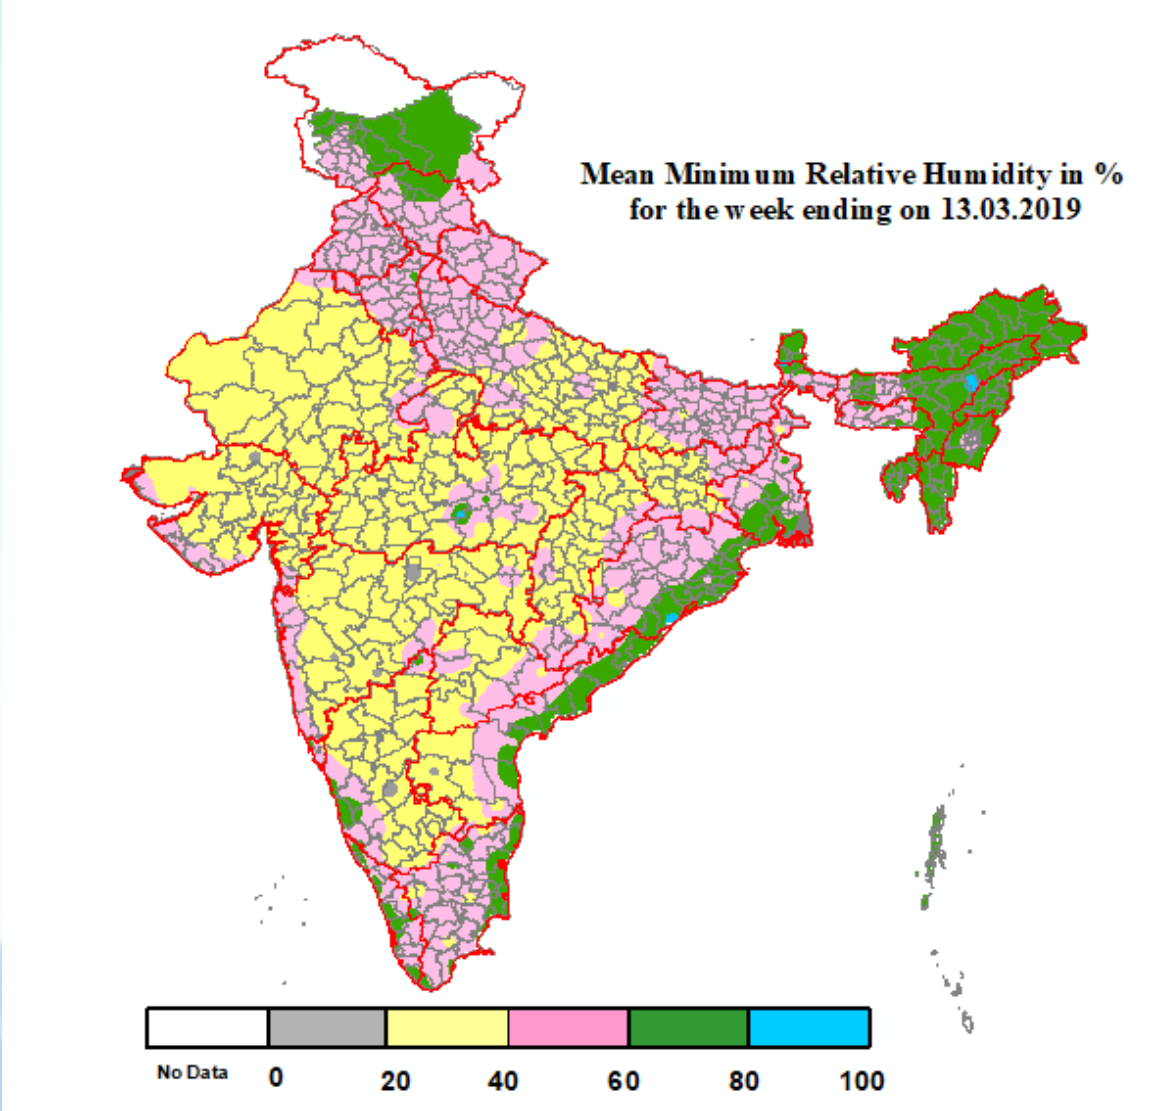 Mean Minimum Relative Humidity in %
for the week ending on 13.03.2019
No Data 0 20 40 60 80 100